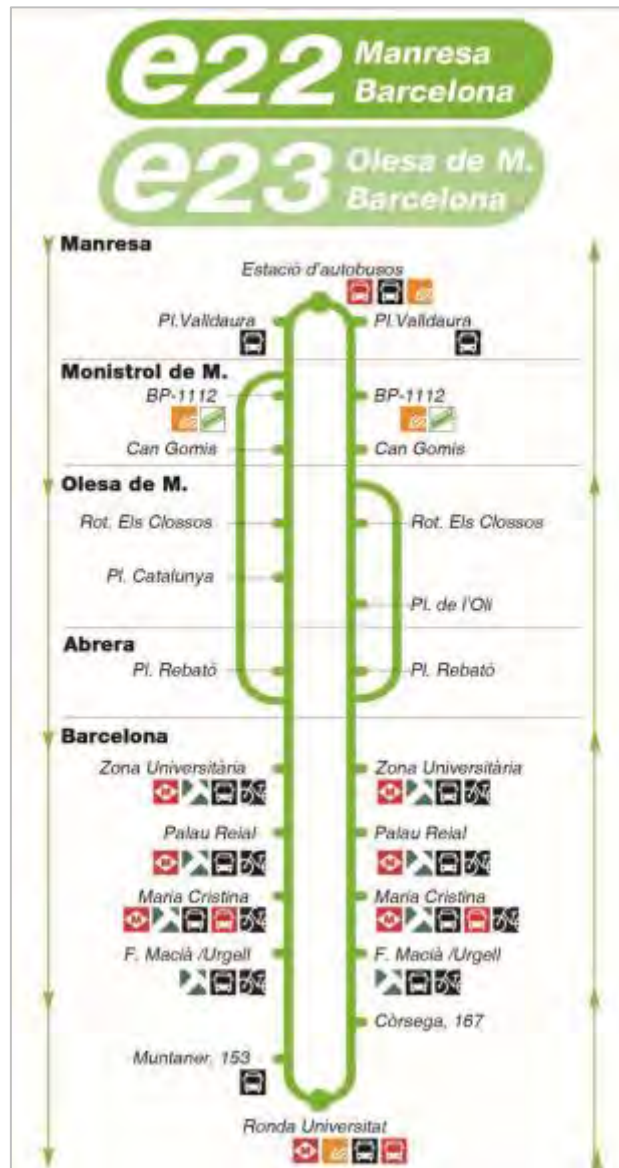 e22 Manresa
Barcelona
e23 Olesa de M.
Barcelona
Manresa
Estació d'autobusos
Pl.Valldaura Pl.Valldaura
Monistrol de M.
BP-1112 BP-1112
Can Gomis Can Gomis
Olesa de M.
Rot. Els Clossos Rot. Els Clossos
Pl. Catalunya
Pl. de l'Oli
Abrera
Pl. Rebató Pl. Rebató
Barcelona
Zona Universitària Zona Universitària
M M
Palau Reial Palau Reial
M M
Maria Cristina Maria Cristina
M M
F. Macià /Urgell F. Macià /Urgell
Còrsega, 167
Muntaner, 153
Ronda Universitat
M